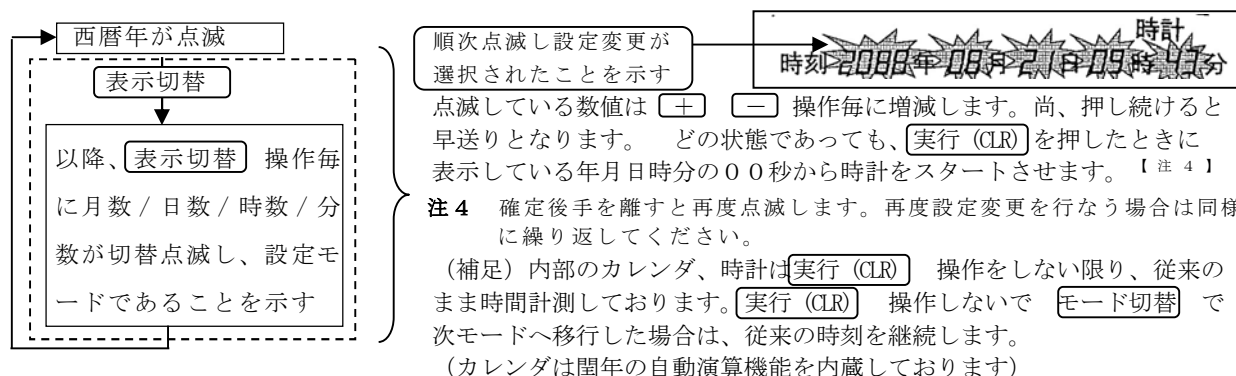 西暦年が点滅
表示切替
以降、表示切替 操作毎
に月数/日数/時数/分
数が切替点滅し、設定モ
ードであることを示す
順次点滅し設定変更が
選択されたことを示す
時計
時刻 2088年 08月 21日 09時 43分
点滅している数値は ＋ － 操作毎に増減します。尚、押し続けると
早送りとなります。 どの状態であっても、実行 (CLR) を押したときに
表示している年月日時分の００秒から時計をスタートさせます。【注 4】
注４ 確定後手を離すと再度点滅します。再度設定変更を行なう場合は同様
に繰り返してください。
（補足）内部のカレンダ、時計は実行 (CLR) 操作をしない限り、従来の
まま時間計測しております。実行 (CLR) 操作しないで モード切替 で
次モードへ移行した場合は、従来の時刻を継続します。
（カレンダは閏年の自動演算機能を内蔵しております）